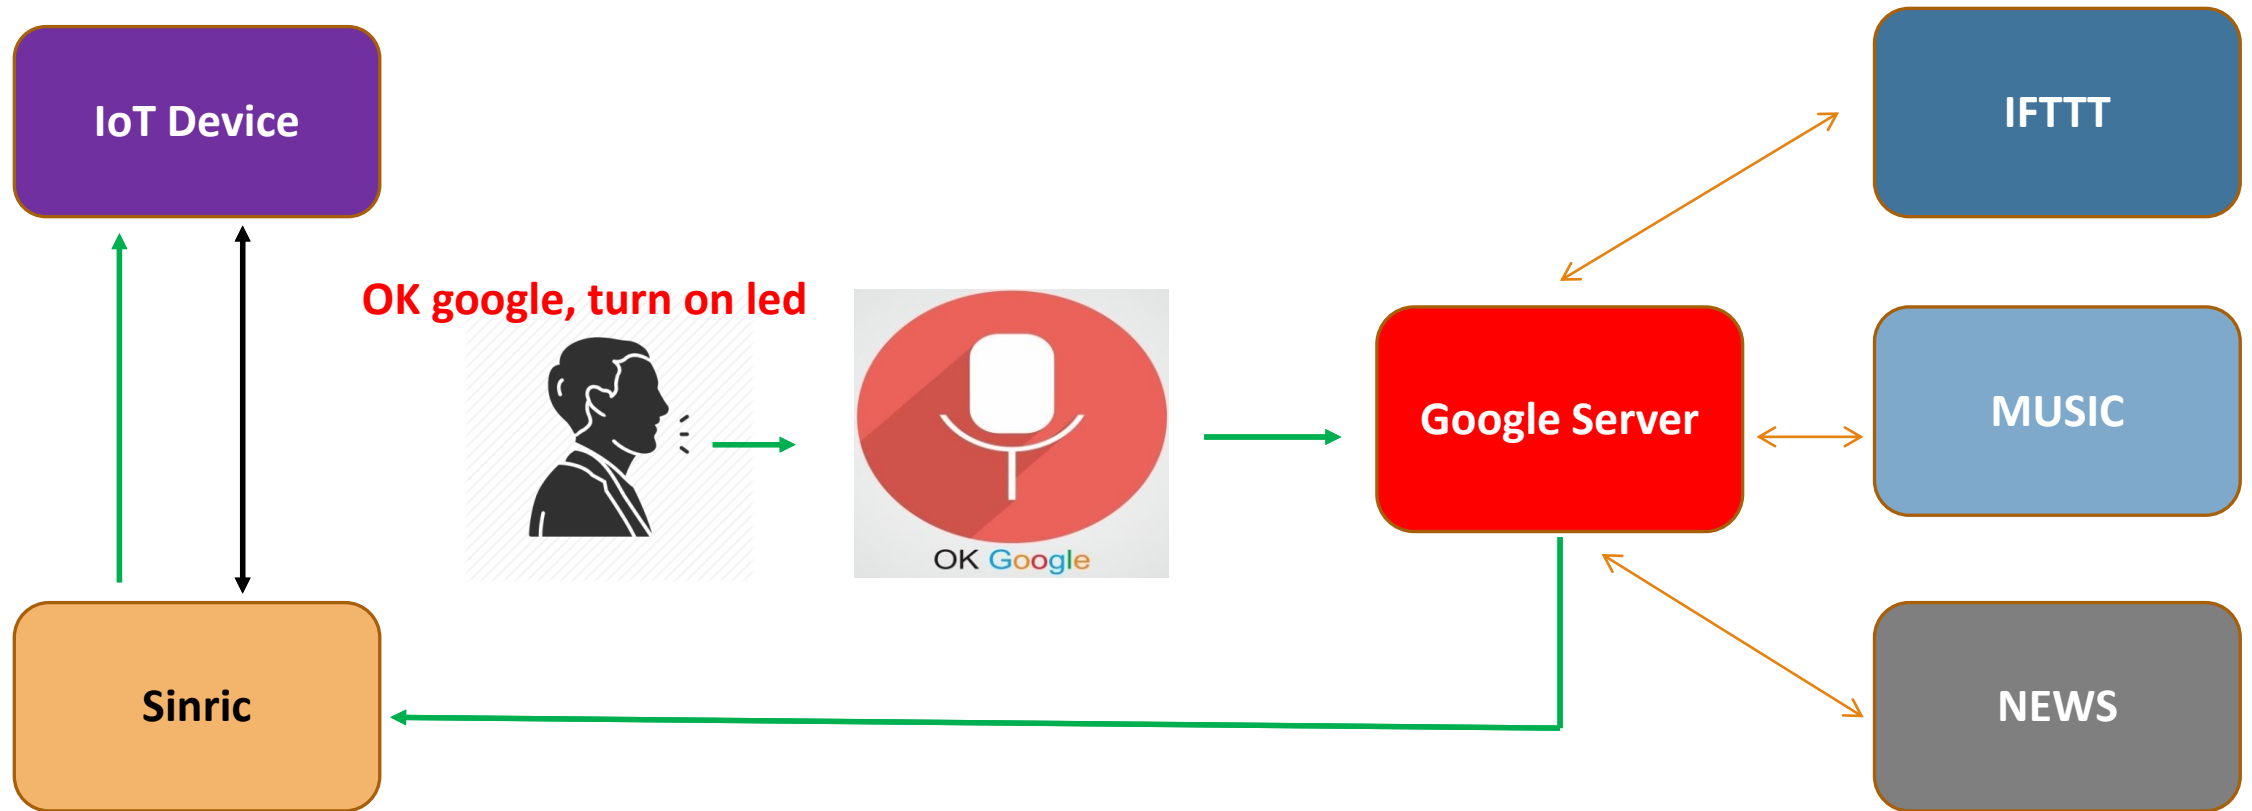 IoT Device
IFTTT
OK google, turn on led
Google Server
MUSIC
OK Google
Sinric
NEWS